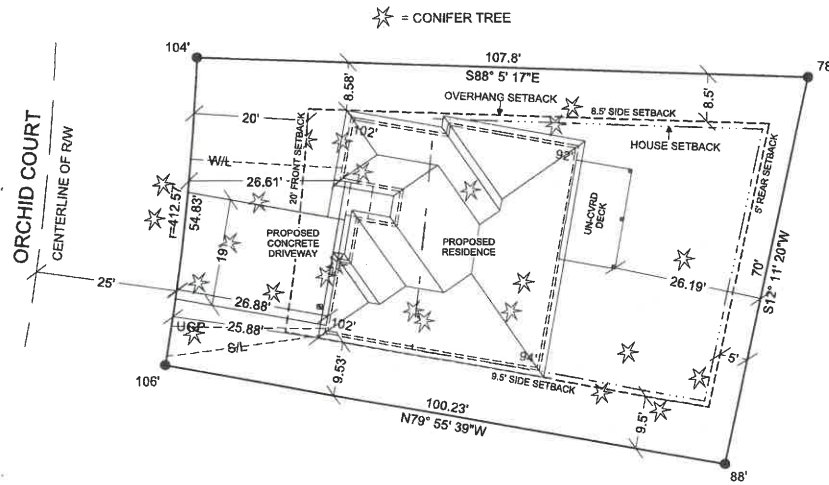 = CONIFER TREE
104'
107.8'
S88° 5' 17"E
78
8.58'
OVERHANG SETBACK
8.5' SIDE SETBACK
8.5'
HOUSE SETBACK
20'
20' FRONT SETBACK
102'
92'
5' REAR SETBACK
ORCHID COURT
CENTERLINE OF R/W
W/L
26.61'
r=412.57'
54.83'
19'
PROPOSED
CONCRETE
DRIVEWAY
PROPOSED
RESIDENCE
UN-CVRD
DECK
25'
26.19'
70'
S12° 11' 20"W
26.88'
UGP
25.88'
102'
S/L
94'
5'
106'
9.53'
9.5' SIDE SETBACK
100.23'
N79° 55' 39"W
9.5'
88'